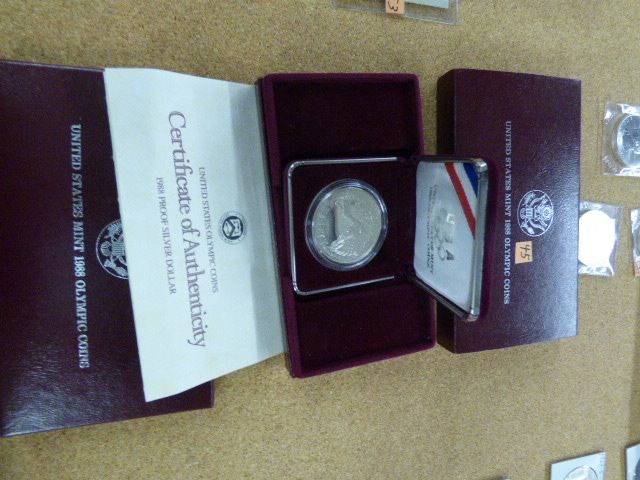 UNITED STATES MINT 1988 OLYMPIC COINS
UNITED STATES OLYMPIC COINS
Certificate of Authenticity
1988 PROOF SILVER DOLLAR
USA
UNITED STATES MINT 1988 OLYMPIC COINS
45